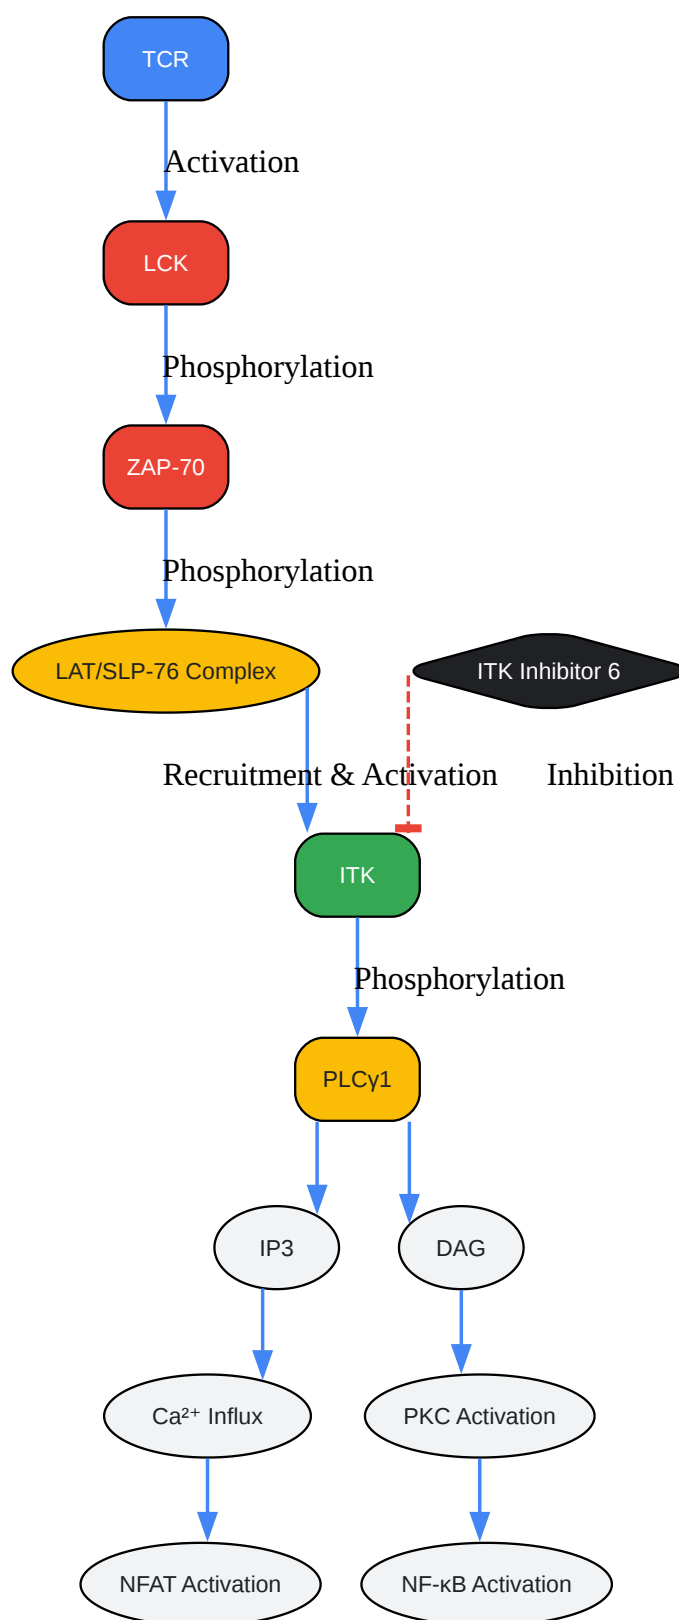 TCR
Activation
LCK
Phosphorylation
ZAP-70
Phosphorylation
LAT/SLP-76 Complex
ITK Inhibitor 6
Recruitment & Activation
Inhibition
ITK
Phosphorylation
PLCγ1
IP3
DAG
Ca²⁺ Influx
PKC Activation
NFAT Activation
NF-κB Activation